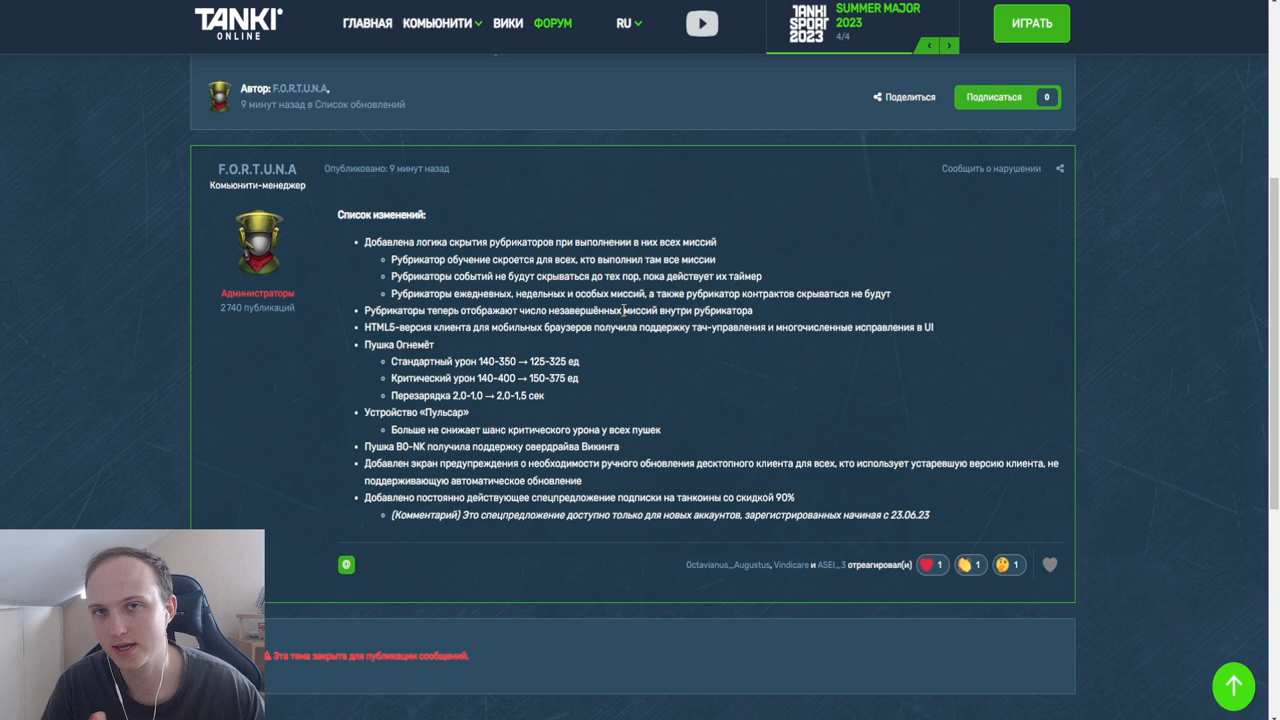 TANKI
ONLINE
ГЛАВНАЯ
КОМЬЮНИТИ
ВИКИ
ФОРУМ
RU
TANKI
SPORT
2023
SUMMER MAJOR
2023
4/4
ИГРАТЬ
Автор: F.O.R.T.U.N.A,
9 минут назад в Список обновлений
Поделиться
Подписаться 0
F.O.R.T.U.N.A
Комьюнити-менеджер
Администраторы
2 740 публикаций
Опубликовано: 9 минут назад
Сообщить о нарушении
Список изменений:
• Добавлена логика скрытия рубрикаторов при выполнении в них всех миссий
Рубрикатор обучение скроется для всех, кто выполнил там все миссии
Рубрикаторы событий не будут скрываться до тех пор, пока действует их таймер
Рубрикаторы ежедневных, недельных и особых миссий, а также рубрикатор контрактов скрываться не будут
• Рубрикаторы теперь отображают число незавершённых миссий внутри рубрикатора
• HTML5-версия клиента для мобильных браузеров получила поддержку тач-управления и многочисленные исправления в UI
• Пушка Огнемёт
Стандартный урон 140-350 → 125-325 ед
Критический урон 140-400 → 150-375 ед
Перезарядка 2,0-1,0 → 2,0-1,5 сек
• Устройство «Пульсар»
Больше не снижает шанс критического урона у всех пушек
• Пушка BO-NK получила поддержку овердрайва Викинга
• Добавлен экран предупреждения о необходимости ручного обновления десктопного клиента для всех, кто использует устаревшую версию клиента, не
поддерживающую автоматическое обновление
• Добавлено постоянно действующее спецпредложение подписки на танкоины со скидкой 90%
(Комментарий) Это спецпредложение доступно только для новых аккаунтов, зарегистрированных начиная с 23.06.23
@
Octavianus_Augustus, Vindicare и ASEI_3 отреагировал(и) 1 1 1
Эта тема закрыта для публикации сообщений.